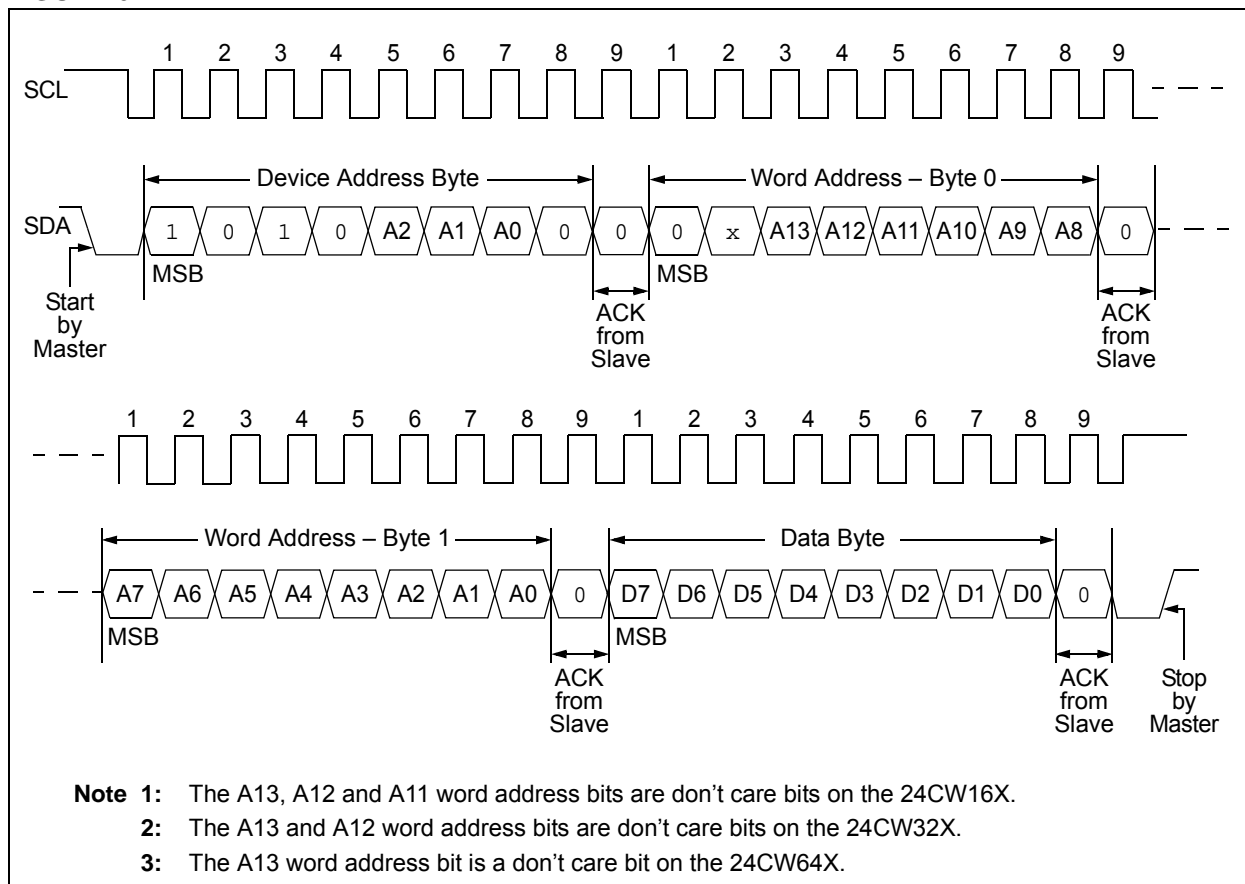 1 2 3 4 5 6 7 8 9 1 2 3 4 5 6 7 8 9
SCL
Device Address Byte Word Address – Byte 0
SDA 1 0 1 0 A2 A1 A0 0 0 0 x A13 A12 A11 A10 A9 A8 0
MSB MSB
Start by Master
ACK from Slave
ACK from Slave
1 2 3 4 5 6 7 8 9 1 2 3 4 5 6 7 8 9
Word Address – Byte 1 Data Byte
A7 A6 A5 A4 A3 A2 A1 A0 0 D7 D6 D5 D4 D3 D2 D1 D0 0
MSB MSB
ACK from Slave
ACK from Slave
Stop by Master
Note 1: The A13, A12 and A11 word address bits are don't care bits on the 24CW16X.
2: The A13 and A12 word address bits are don't care bits on the 24CW32X.
3: The A13 word address bit is a don't care bit on the 24CW64X.